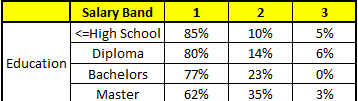 Salary Band 1 2 3
<=High School 85% 10% 5%
Diploma 80% 14% 6%
Education
Bachelors 77% 23% 0%
Master 62% 35% 3%